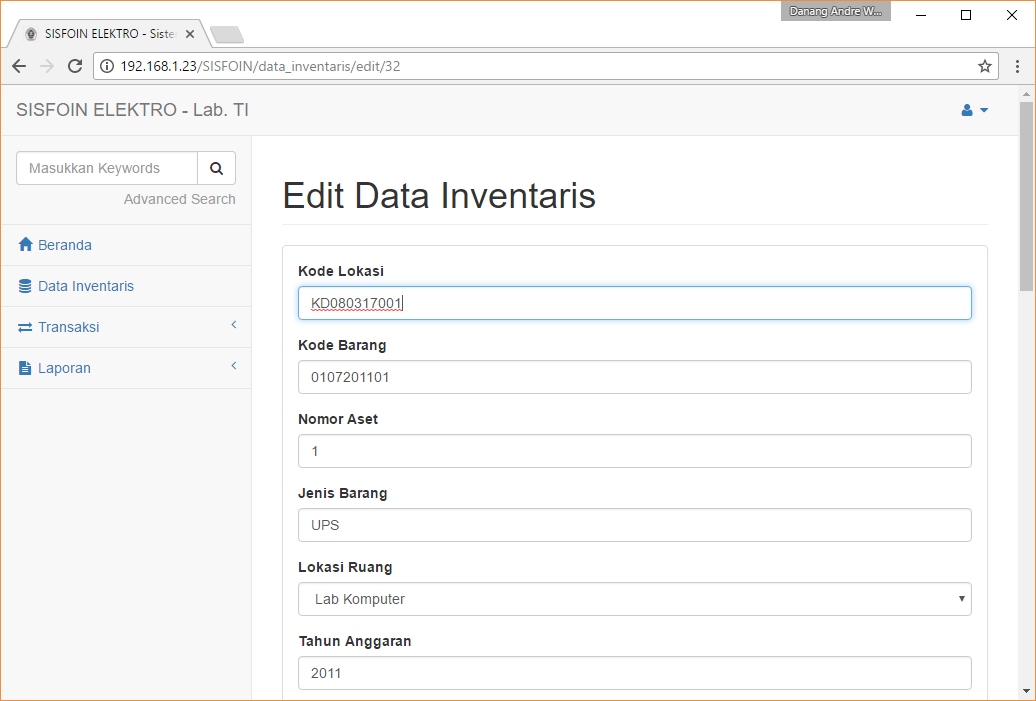 Danang Andre W...
SISFOIN ELEKTRO - Siste
192.168.1.23/SISFOIN/data_inventaris/edit/32
SISFOIN ELEKTRO - Lab. TI
Masukkan Keywords
Advanced Search
Beranda
Data Inventaris
Transaksi
Laporan
Edit Data Inventaris
Kode Lokasi
KD080317001
Kode Barang
0107201101
Nomor Aset
1
Jenis Barang
UPS
Lokasi Ruang
Lab Komputer
Tahun Anggaran
2011